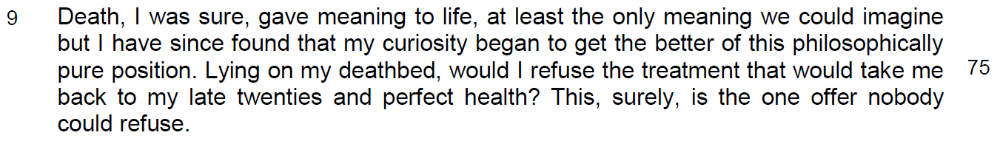 9 Death, I was sure, gave meaning to life, at least the only meaning we could imagine
but I have since found that my curiosity began to get the better of this philosophically
pure position. Lying on my deathbed, would I refuse the treatment that would take me 75
back to my late twenties and perfect health? This, surely, is the one offer nobody
could refuse.